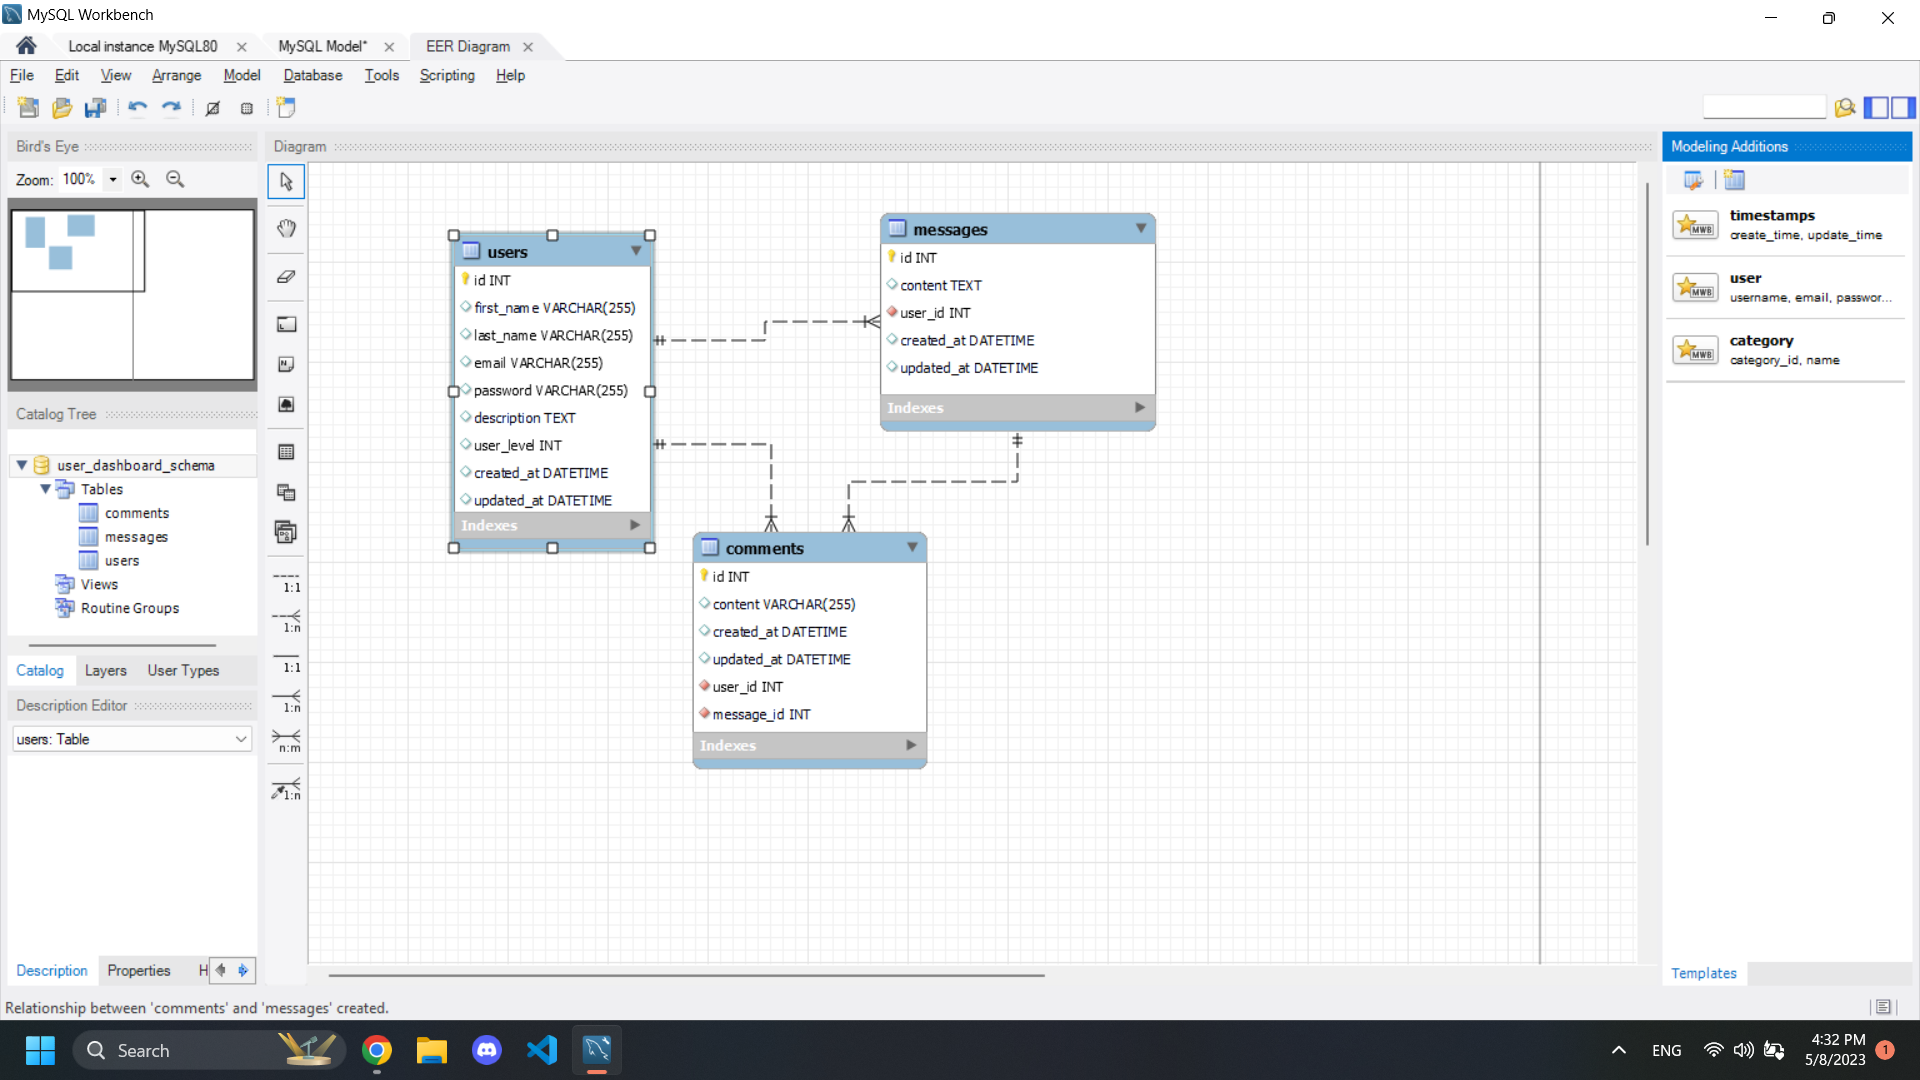 MySQL Workbench
Local instance MySQL80
MySQL Model*
EER Diagram
File Edit View Arrange Model Database Tools Scripting Help
Bird's Eye
Zoom: 100%
Catalog Tree
user_dashboard_schema
Tables
comments
messages
users
Views
Routine Groups
Catalog Layers User Types
Description Editor
users: Table
Description Properties H
Diagram
1:1
1:n
1:1
1:n
n:m
1:n
users
id INT
first_name VARCHAR(255)
last_name VARCHAR(255)
email VARCHAR(255)
password VARCHAR(255)
description TEXT
user_level INT
created_at DATETIME
updated_at DATETIME
Indexes
messages
id INT
content TEXT
user_id INT
created_at DATETIME
updated_at DATETIME
Indexes
comments
id INT
content VARCHAR(255)
created_at DATETIME
updated_at DATETIME
user_id INT
message_id INT
Indexes
Modeling Additions
MWB
timestamps
create_time, update_time
MWB
user
username, email, passwor...
MWB
category
category_id, name
Templates
Relationship between 'comments' and 'messages' created.
Search
ENG
4:32 PM
5/8/2023
1